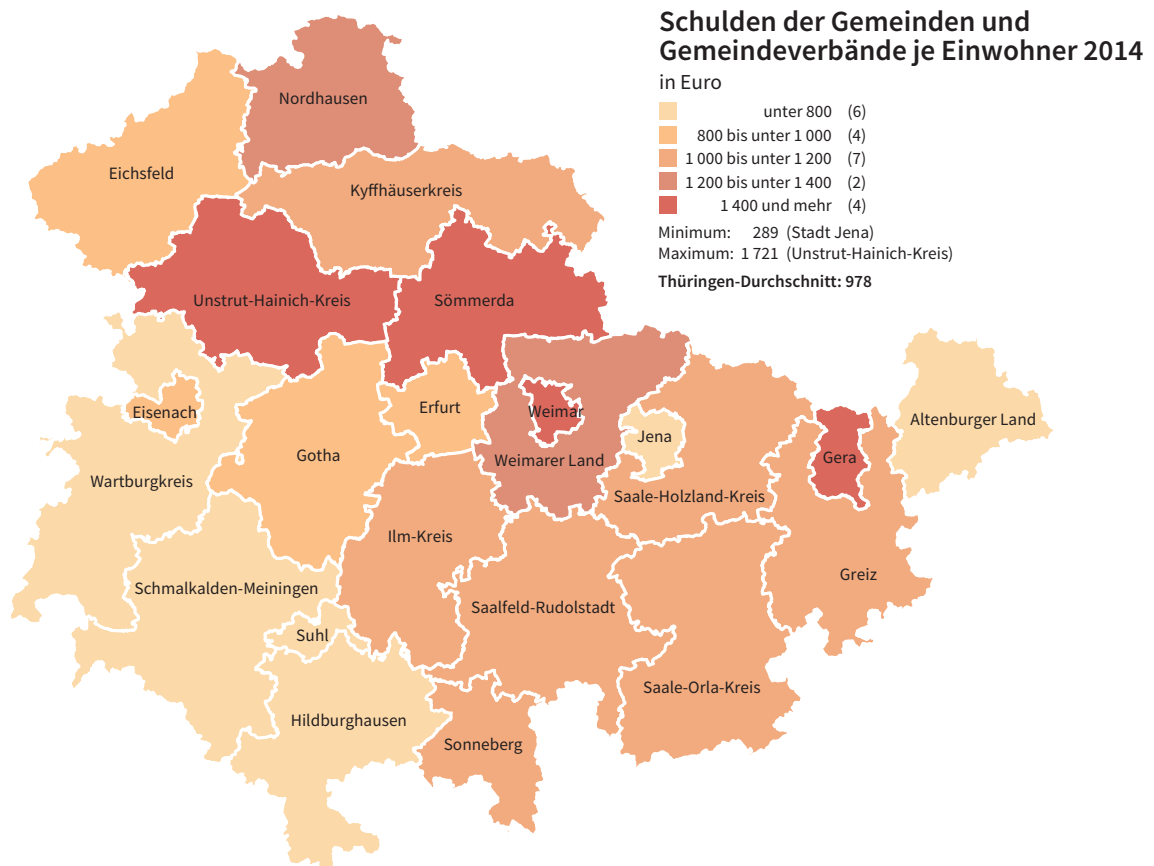 Schulden der Gemeinden und
Gemeindeverbände je Einwohner 2014
in Euro
unter 800 (6)
800 bis unter 1 000 (4)
1 000 bis unter 1 200 (7)
1 200 bis unter 1 400 (2)
1 400 und mehr (4)
Minimum: 289 (Stadt Jena)
Maximum: 1 721 (Unstrut-Hainich-Kreis)
Thüringen-Durchschnitt: 978
Nordhausen
Eichsfeld
Kyffhäuserkreis
Unstrut-Hainich-Kreis
Sömmerda
Eisenach
Erfurt
Weimar
Altenburger Land
Jena
Gotha
Weimarer Land
Gera
Wartburgkreis
Saale-Holzland-Kreis
Ilm-Kreis
Greiz
Schmalkalden-Meiningen
Saalfeld-Rudolstadt
Suhl
Saale-Orla-Kreis
Hildburghausen
Sonneberg